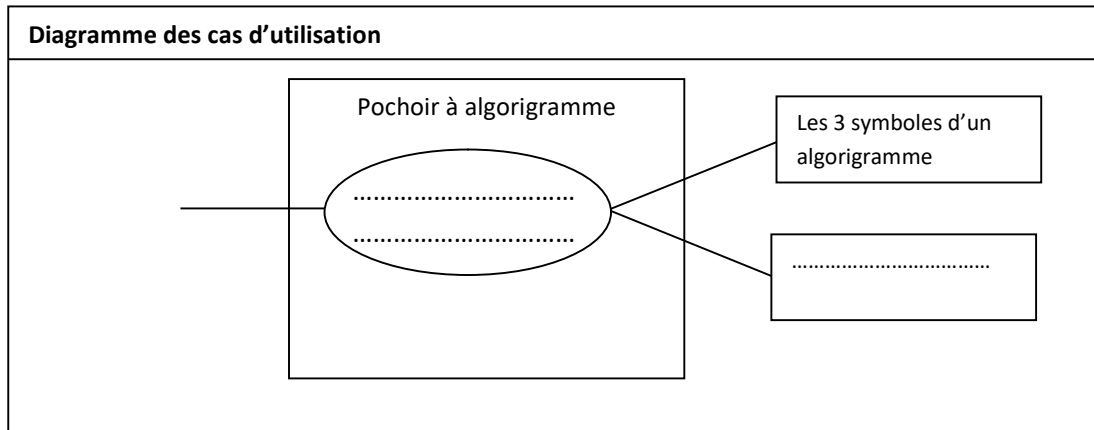 Diagramme des cas d’utilisation
Pochoir à algorigramme
Les 3 symboles d’un
algorigramme
……………………………
……………………………
………………………………